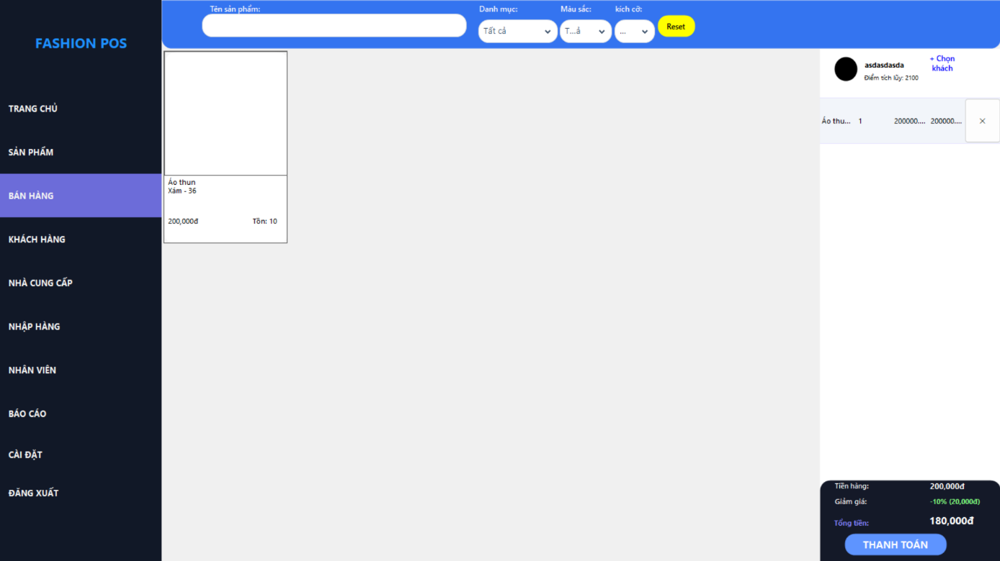 FASHION POS
TRANG CHỦ
SẢN PHẨM
BÁN HÀNG
KHÁCH HÀNG
NHÀ CUNG CẤP
NHẬP HÀNG
NHÂN VIÊN
BÁO CÁO
CÀI ĐẶT
ĐĂNG XUẤT
Tên sản phẩm:
Danh mục:
Màu sắc:
kích cỡ:
Tất cả
T...ả
...
Reset
Áo thun
Xám - 36
200,000đ
Tồn: 10
asdasdasda
Điểm tích lũy: 2100
+ Chọn
khách
Áo thu... 1 200000.... 200000.... ×
Tiền hàng: 200,000đ
Giảm giá: -10% (20,000đ)
Tổng tiền: 180,000đ
THANH TOÁN